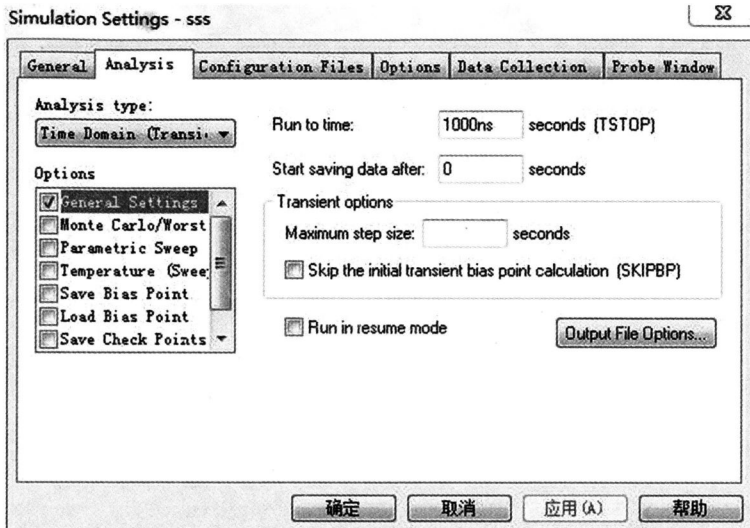 Simulation Settings - sss
General Analysis Configuration Files Options Data Collection Probe Window
Analysis type:
Time Domain (Transi
Options
General Settings
Monte Carlo/Worst
Parametric Sweep
Temperature (Sweep
Save Bias Point
Load Bias Point
Save Check Points
Run to time: 1000ns seconds (TSTOP)
Start saving data after: 0 seconds
Transient options
Maximum step size: seconds
Skip the initial transient bias point calculation (SKIPBP)
Run in resume mode
Output File Options...
确定 取消 应用(A) 帮助